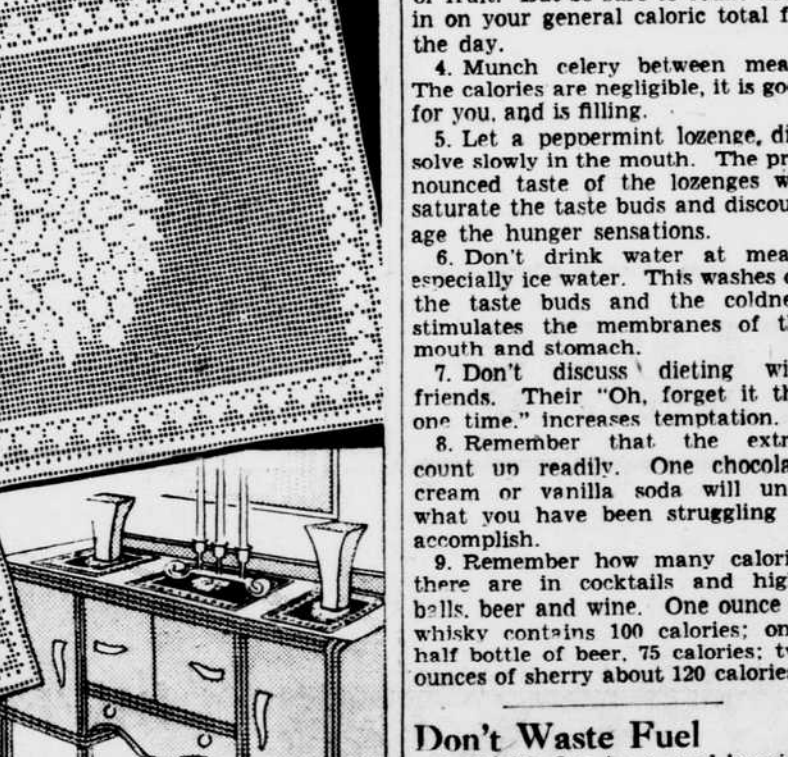 in on your general caloric total f
the day.
4. Munch celery between mea
The calories are negligible, it is go
for you, and is filling.
5. Let a peppermint lozenge, di
solve slowly in the mouth. The pr
nounced taste of the lozenges w
saturate the taste buds and discou
age the hunger sensations.
6. Don't drink water at mea
especially ice water. This washes o
the taste buds and the coldne
stimulates the membranes of t
mouth and stomach.
7. Don't discuss dieting wi
friends. Their "Oh, forget it th
one time." increases temptation.
8. Remember that the extr
count up readily. One chocola
cream or vanilla soda will un
what you have been struggling
accomplish.
9. Remember how many calori
there are in cocktails and hig
balls, beer and wine. One ounce
whisky contains 100 calories; on
half bottle of beer, 75 calories; tw
ounces of sherry about 120 calorie
Don't Waste Fuel